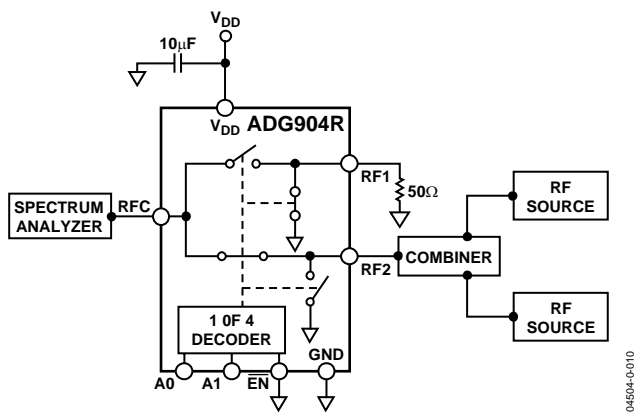 VDD
10μF
VDD
ADG904R
RF1
50Ω
RFC
SPECTRUM
ANALYZER
RF
SOURCE
RF2
COMBINER
RF
SOURCE
1 0F 4
DECODER
GND
A0
A1
E̅N̅
04504-0-010